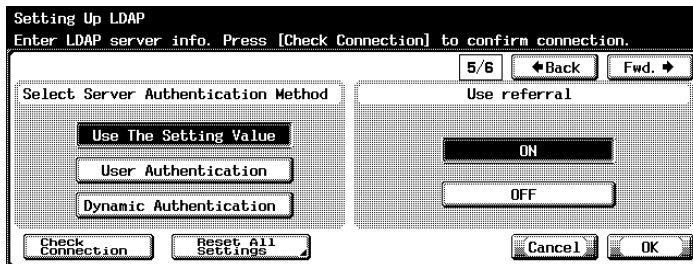 Setting Up LDAP
Enter LDAP server info. Press [Check Connection] to confirm connection.
5/6 ←Back Fwd. →
Select Server Authentication Method
Use The Setting Value
User Authentication
Dynamic Authentication
Use referral
ON
OFF
Check Connection
Reset All Settings
Cancel
OK